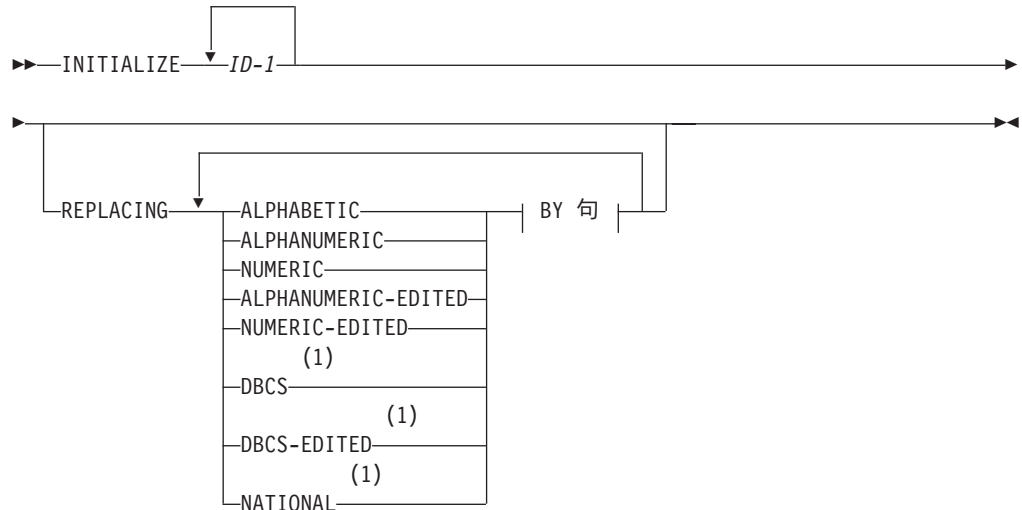 INITIALIZE ID-1
REPLACING ALPHABETIC BY 句
ALPHANUMERIC
NUMERIC
ALPHANUMERIC-EDITED
NUMERIC-EDITED
(1)
DBCS
(1)
DBCS-EDITED
(1)
NATIONAL